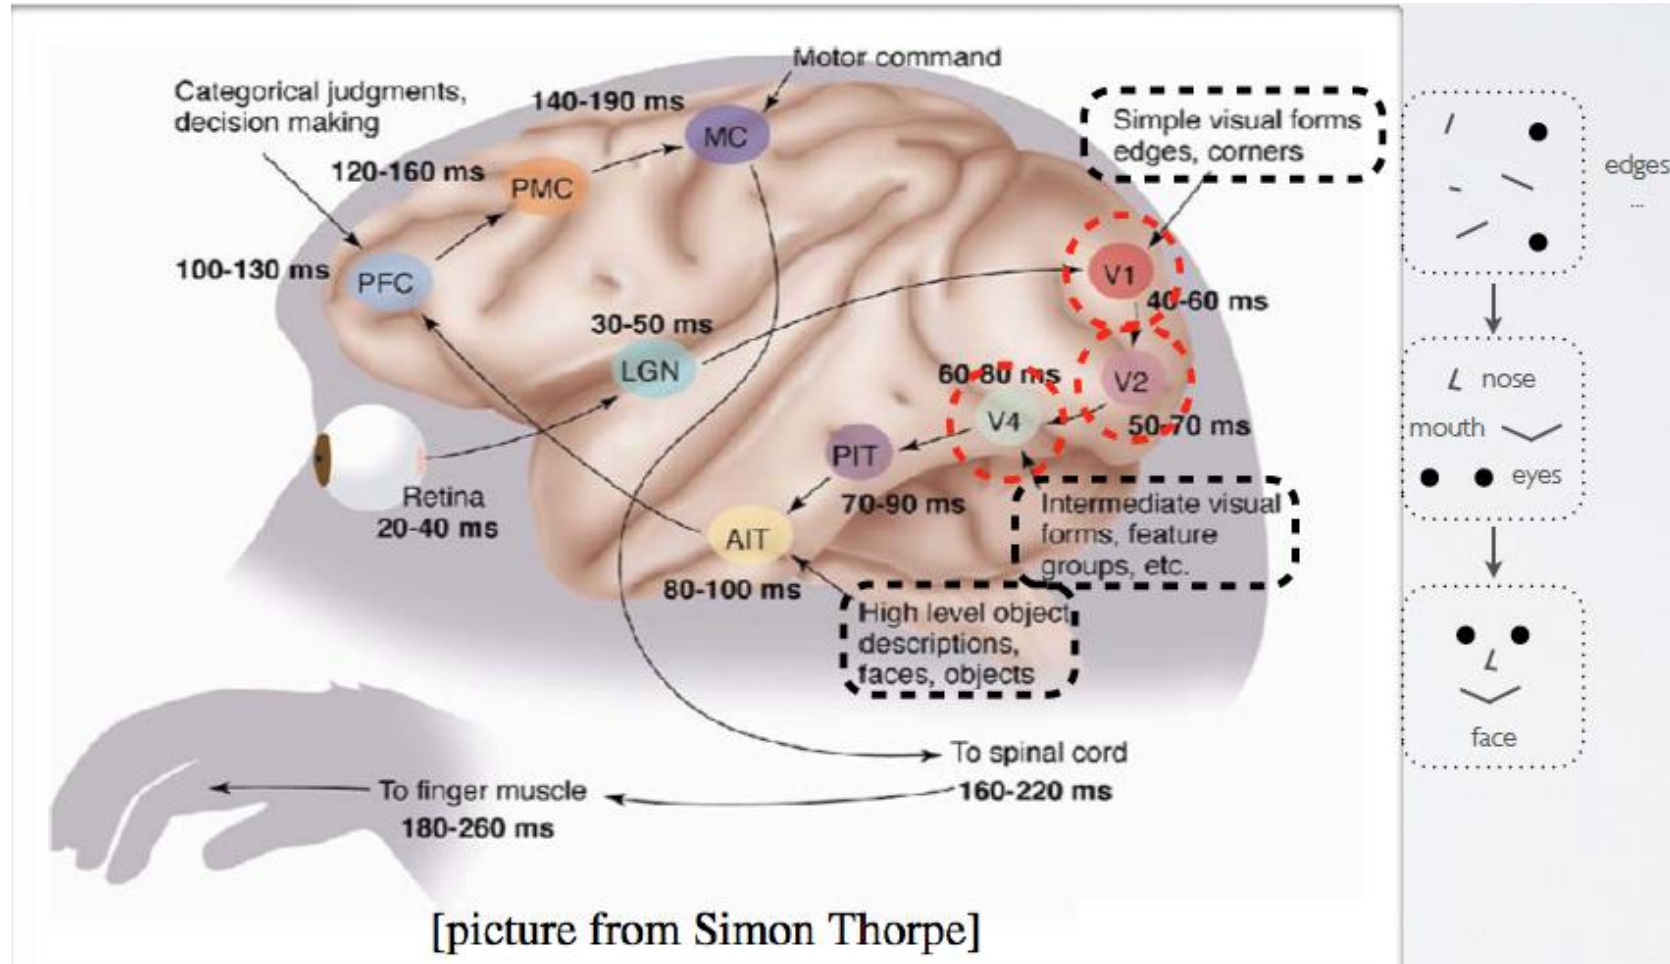 Motor command
Categorical judgments,
decision making
140-190 ms
MC
Simple visual forms
edges, corners
120-160 ms
PMC
100-130 ms
PFC
V1
40-60 ms
30-50 ms
LGN
60-80 ms
V2
V4
50-70 ms
PIT
Retina
20-40 ms
70-90 ms
Intermediate visual
forms, feature
groups, etc.
AIT
80-100 ms
High level object
descriptions,
faces, objects
To spinal cord
160-220 ms
To finger muscle
180-260 ms
[picture from Simon Thorpe]
edges
...
nose
mouth
eyes
face